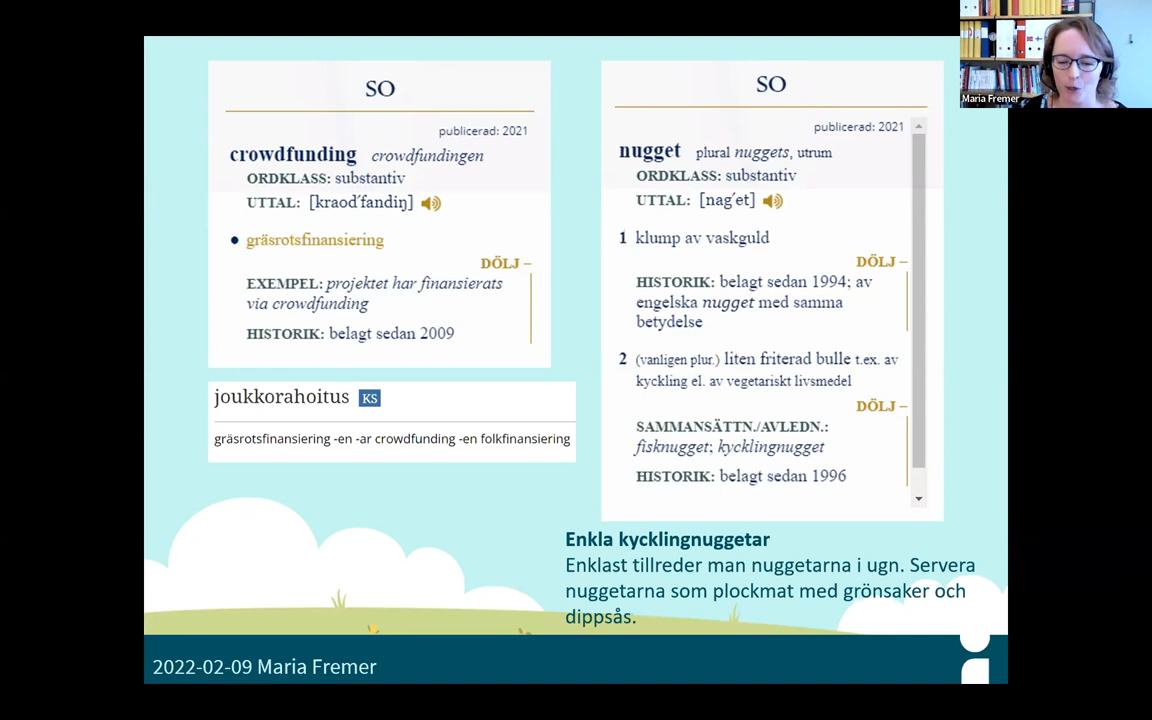 SO
publicerad: 2021
crowdfunding crowdfundingen
ORDKLASS: substantiv
UTTAL: [kraod´fandiŋ]
• gräsrotsfinansiering
DÖLJ –
EXEMPEL: projektet har finansierats
via crowdfunding
HISTORIK: belagt sedan 2009
joukkorahoitus KS
gräsrotsfinansiering -en -ar crowdfunding -en folkfinansiering
SO
publicerad: 2021
nugget plural nuggets, utrum
ORDKLASS: substantiv
UTTAL: [nag´et]
1 klump av vaskguld
DÖLJ –
HISTORIK: belagt sedan 1994; av
engelska nugget med samma
betydelse
2 (vanligen plur.) liten friterad bulle t.ex. av
kyckling el. av vegetariskt livsmedel
DÖLJ –
SAMMANSÄTTN./AVLEDN.:
fisknugget; kycklingnugget
HISTORIK: belagt sedan 1996
Enkla kycklingnuggetar
Enklast tillreder man nuggetarna i ugn. Servera
nuggetarna som plockmat med grönsaker och
dippsås.
2022-02-09 Maria Fremer
Maria Fremer